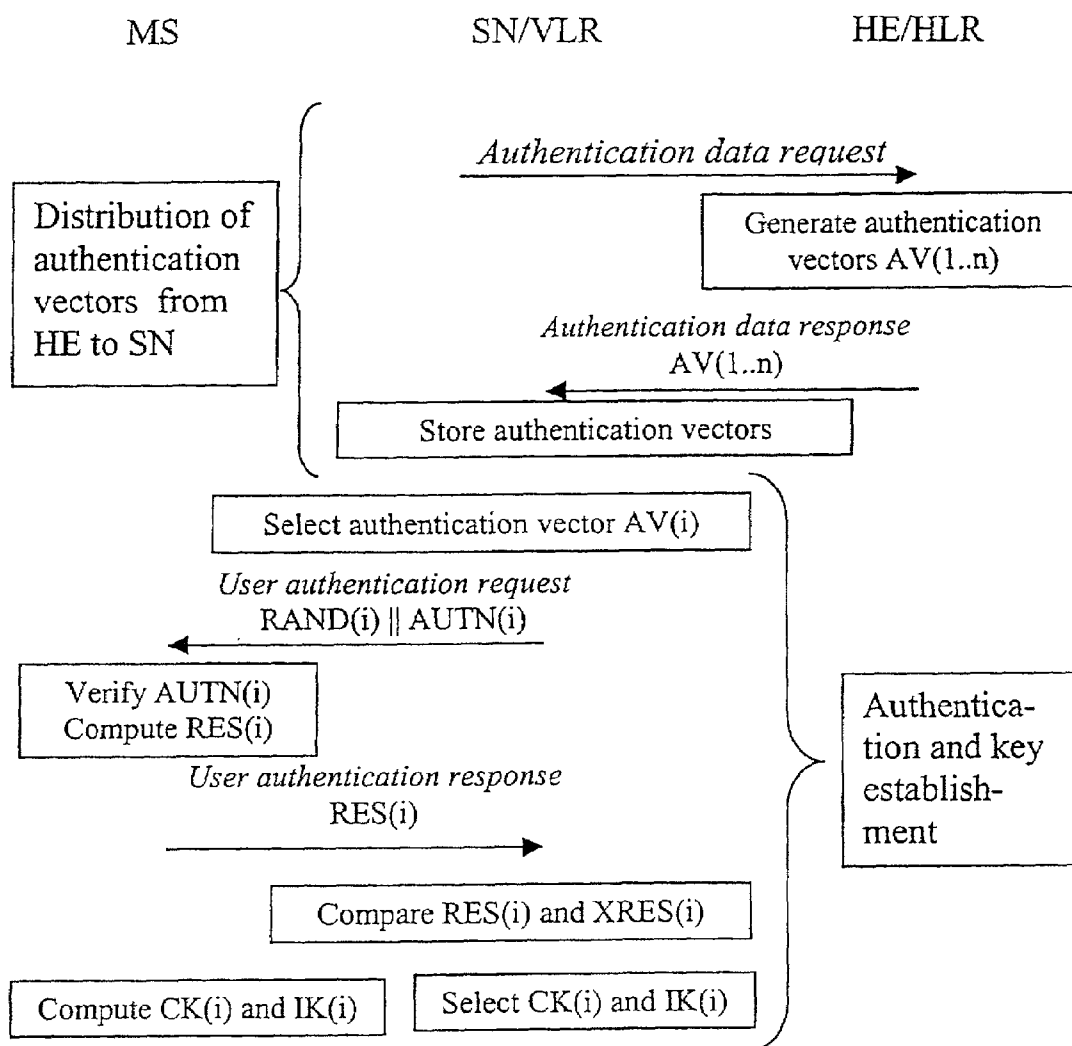 MS SN/VLR HE/HLR
Authentication data request
Distribution of
authentication
vectors from
HE to SN
Generate authentication
vectors AV(1..n)
Authentication data response
AV(1..n)
Store authentication vectors
Select authentication vector AV(i)
User authentication request
RAND(i) || AUTN(i)
Verify AUTN(i)
Compute RES(i)
Authentica-
tion and key
establish-
ment
User authentication response
RES(i)
Compare RES(i) and XRES(i)
Compute CK(i) and IK(i)
Select CK(i) and IK(i)